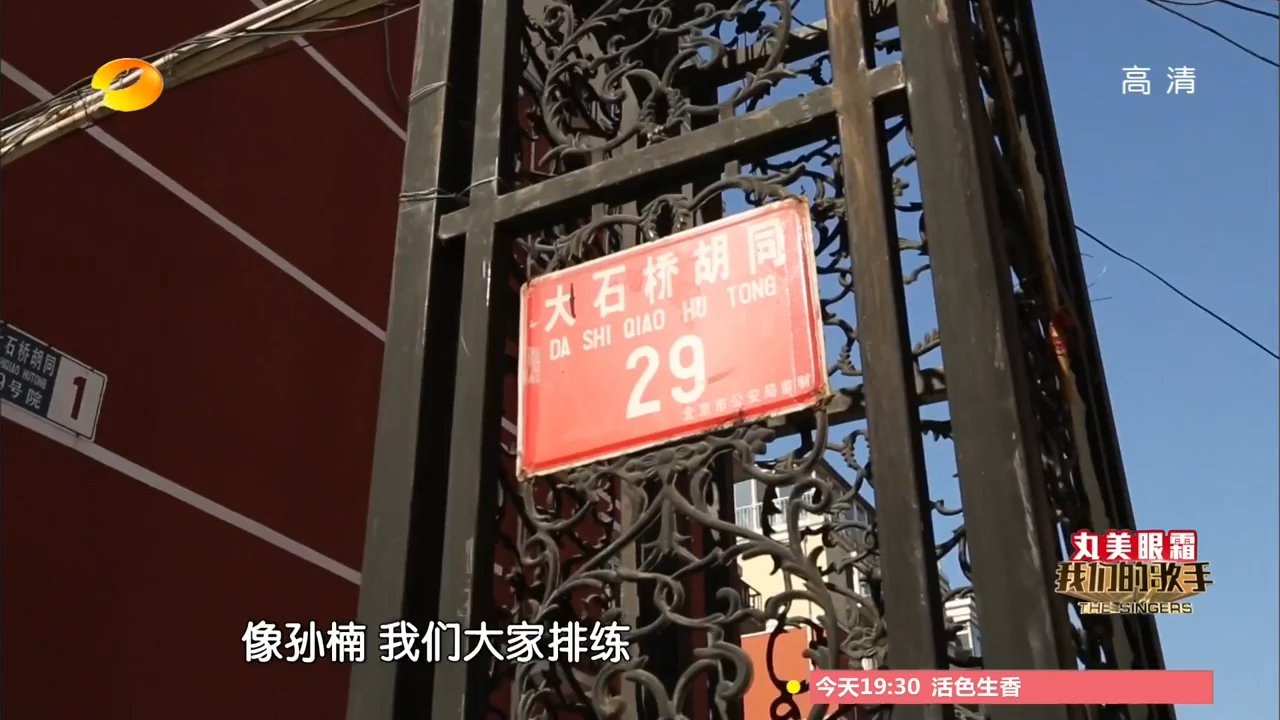 高清
大石桥胡同
DA SHI QIAO HU TONG
29
北京市公安局监制
石桥胡同
QIAO HUTONG
号院
1
丸美眼霜
我们的歌手
THE SINGERS
像孙楠 我们大家排练
今天19:30 活色生香